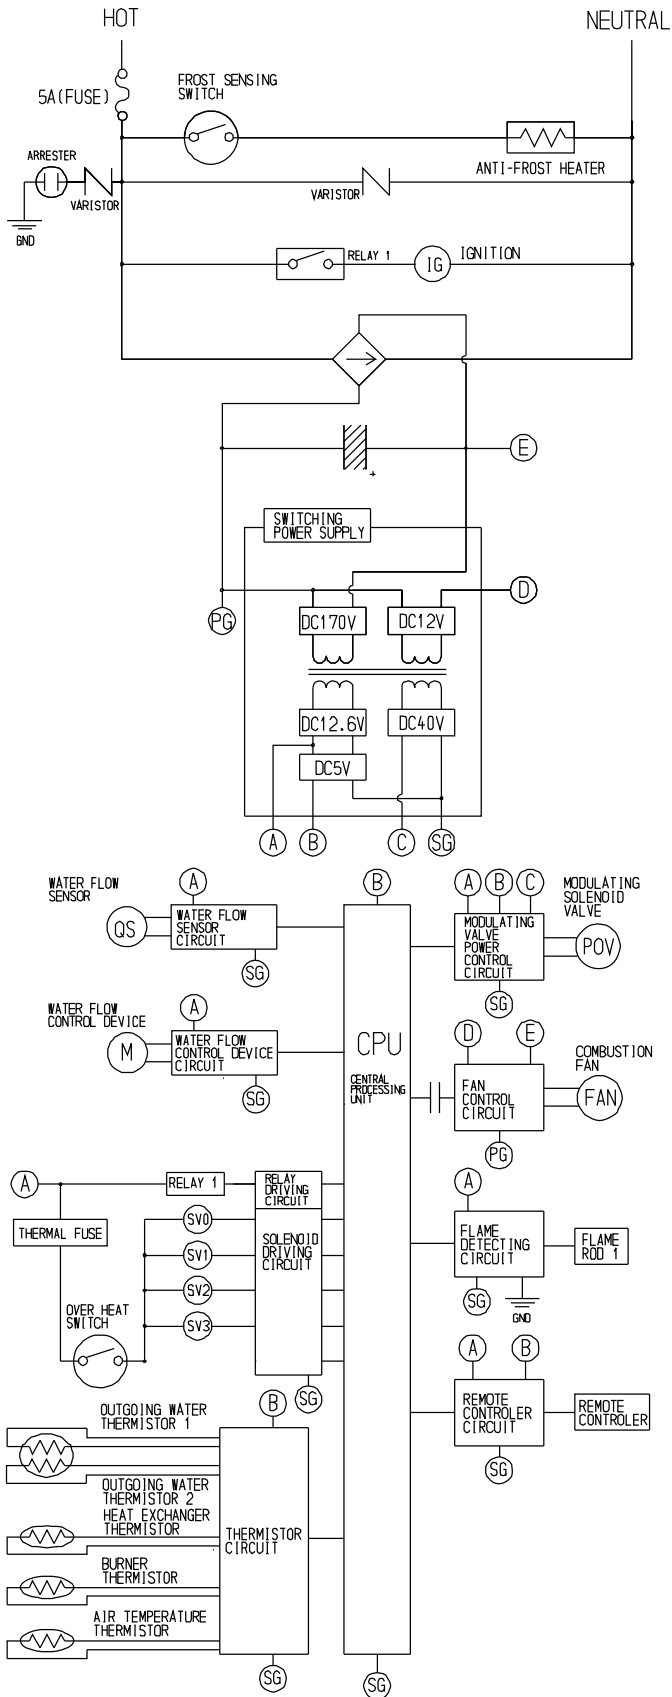 HOT
NEUTRAL
5A(FUSE)
FROST SENSING
SWITCH
ANTI-FROST HEATER
ARRESTER
VARISTOR
GND
VARISTOR
RELAY 1
IG
IGNITION
E
+
SWITCHING
POWER SUPPLY
PG
D
DC170V
DC12V
DC12.6V
DC40V
DC5V
A
B
C
SG
WATER FLOW
SENSOR
QS
A
WATER FLOW
SENSOR
CIRCUIT
SG
WATER FLOW
CONTROL DEVICE
M
A
WATER FLOW
CONTROL DEVICE
CIRCUIT
SG
B
CPU
CENTRAL
PROCESSING
UNIT
SG
A
B
C
MODULATING
VALVE
POWER
CONTROL
CIRCUIT
SG
MODULATING
SOLENOID
VALVE
POV
D
E
FAN
CONTROL
CIRCUIT
PG
COMBUSTION
FAN
FAN
A
RELAY 1
RELAY
DRIVING
CIRCUIT
THERMAL FUSE
OVER HEAT
SWITCH
SV0
SV1
SV2
SV3
SOLENOID
DRIVING
CIRCUIT
SG
A
FLAME
DETECTING
CIRCUIT
SG
GND
FLAME
ROD 1
A
B
REMOTE
CONTROLER
CIRCUIT
SG
REMOTE
CONTROLER
OUTGOING WATER
THERMISTOR 1
OUTGOING WATER
THERMISTOR 2
HEAT EXCHANGER
THERMISTOR
BURNER
THERMISTOR
AIR TEMPERATURE
THERMISTOR
B
THERMISTOR
CIRCUIT
SG